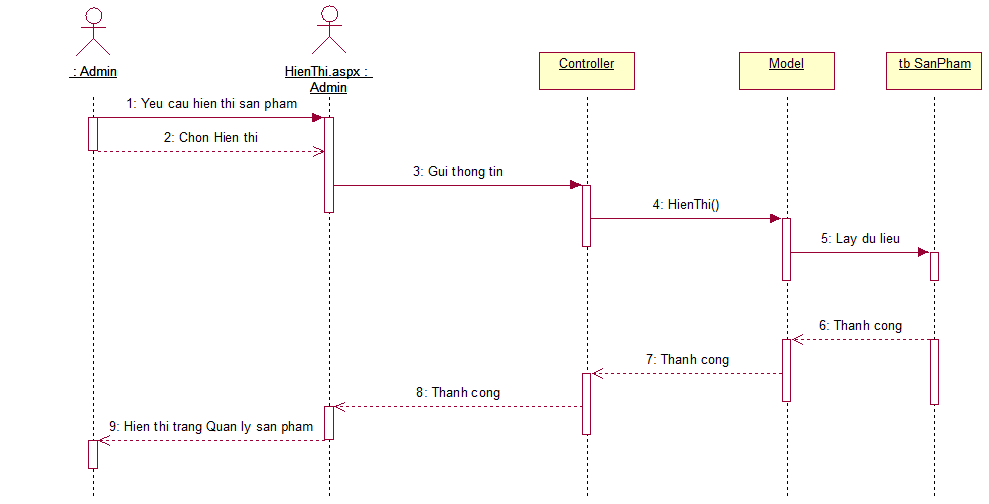 : Admin
HienThi.aspx :
Admin
Controller
Model
tb SanPham
1: Yeu cau hien thi san pham
2: Chon Hien thi
3: Gui thong tin
4: HienThi()
5: Lay du lieu
6: Thanh cong
7: Thanh cong
8: Thanh cong
9: Hien thi trang Quan ly san pham